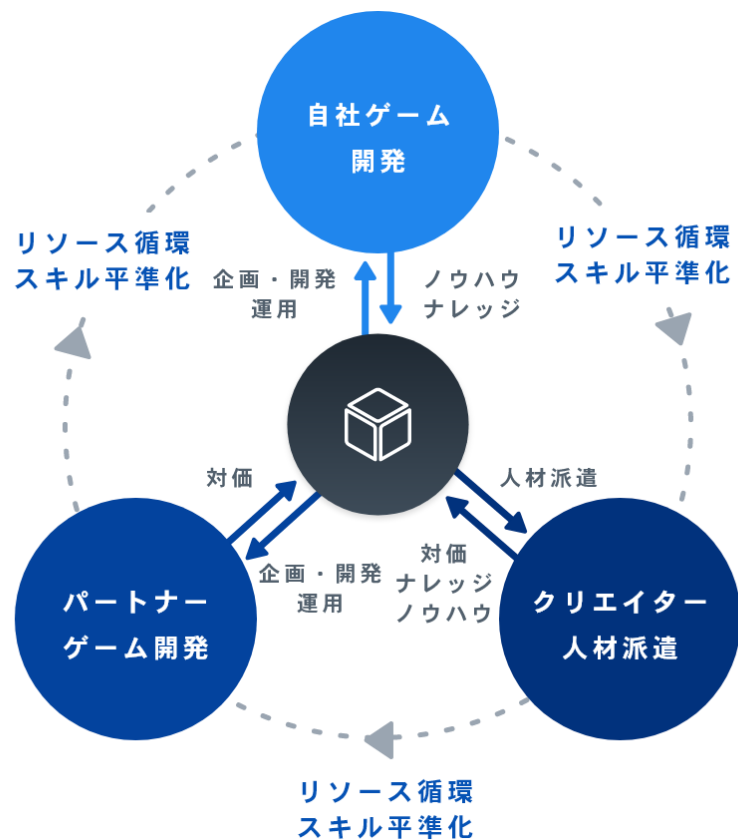 自社ゲーム
開発
リソース循環
スキル平準化
リソース循環
スキル平準化
企画・開発
運用
ノウハウ
ナレッジ
対価
人材派遣
企画・開発
運用
対価
ナレッジ
ノウハウ
パートナー
ゲーム開発
クリエイター
人材派遣
リソース循環
スキル平準化